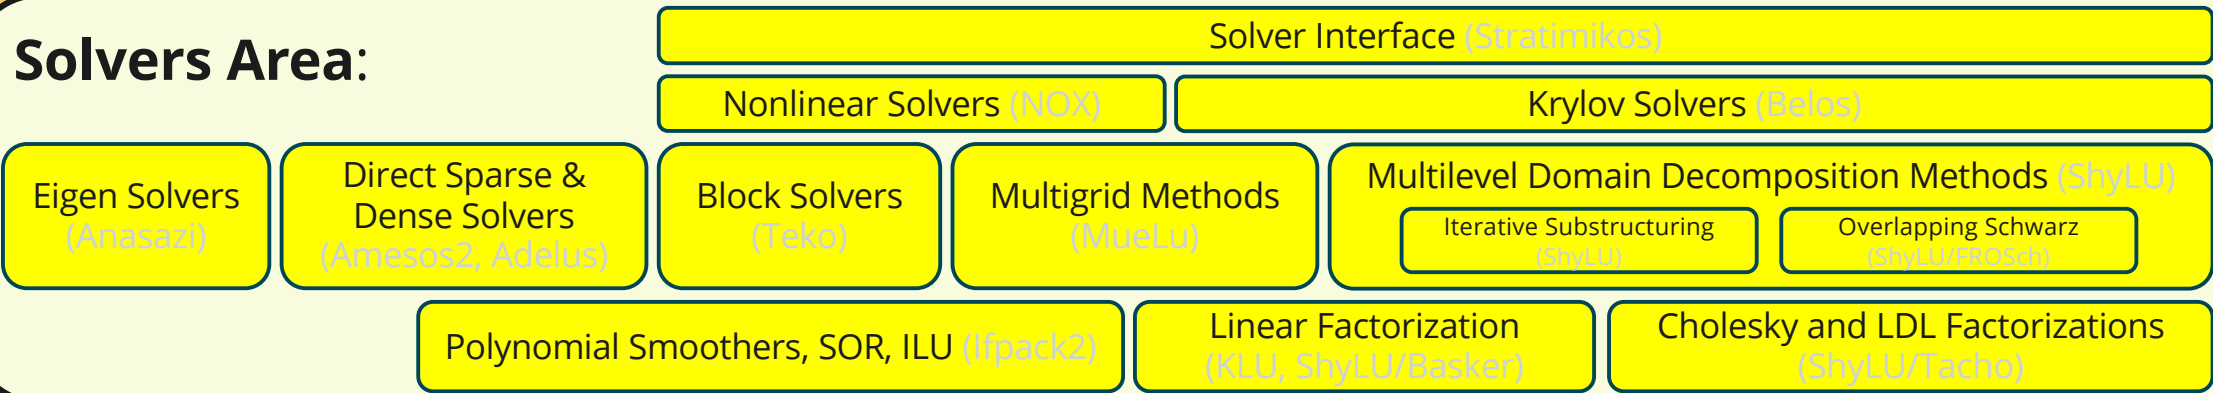 Solvers Area:
Solver Interface (Stratimikos)
Nonlinear Solvers (NOX)
Krylov Solvers (Belos)
Eigen Solvers
(Anasazi)
Direct Sparse &
Dense Solvers
(Amesos2, Adelus)
Block Solvers
(Teko)
Multigrid Methods
(MueLu)
Multilevel Domain Decomposition Methods (ShyLU)
Iterative Substructuring
(ShyLU)
Overlapping Schwarz
(ShyLU/FROSch)
Polynomial Smoothers, SOR, ILU (Ifpack2)
Linear Factorization
(KLU, ShyLU/Basker)
Cholesky and LDL Factorizations
(ShyLU/Tacho)